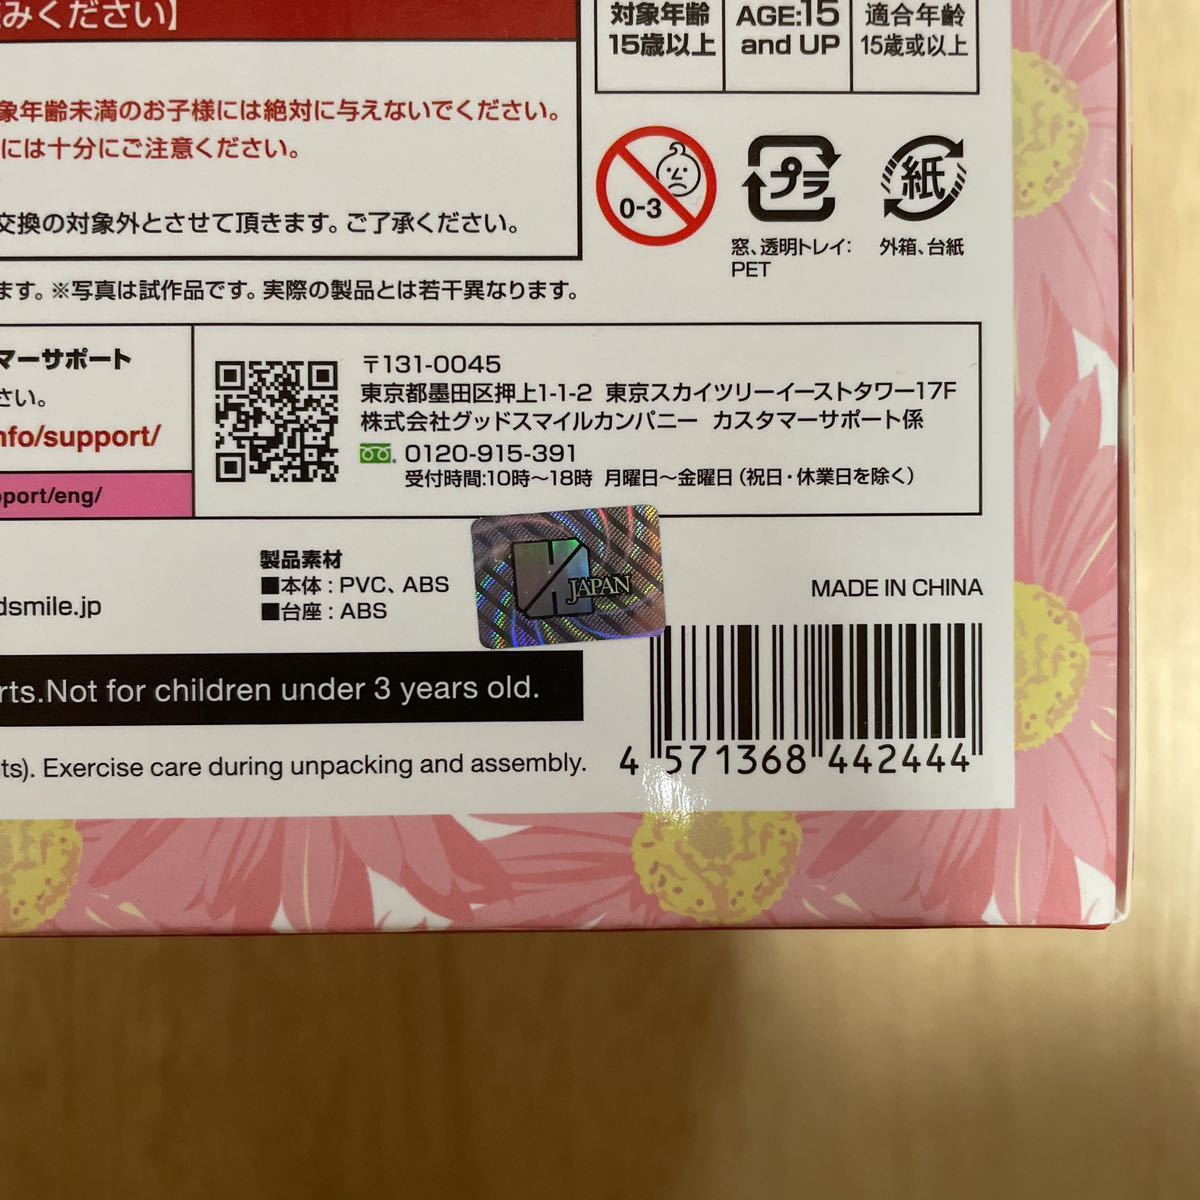 みください】
象年齢未満のお子様には絶対に与えないでください。
には十分にご注意ください。
交換の対象外とさせて頂きます。ご了承ください。
ます。※写真は試作品です。実際の製品とは若干異なります。
対象年齢
15歳以上
AGE:15
and UP
適合年齢
15歳或以上
0-3
プラ
窓、透明トレイ:
PET
紙
外箱、台紙
マーサポート
さい。
nfo/support/
pport/eng/
〒131-0045
東京都墨田区押上1-1-2 東京スカイツリーイーストタワー17F
株式会社グッドスマイルカンパニー カスタマーサポート係
0120-915-391
受付時間:10時〜18時 月曜日〜金曜日(祝日・休業日を除く)
dsmile.jp
製品素材
■本体：PVC、ABS
■台座：ABS
JAPAN
MADE IN CHINA
rts.Not for children under 3 years old.
ts). Exercise care during unpacking and assembly.
4 571368 442444